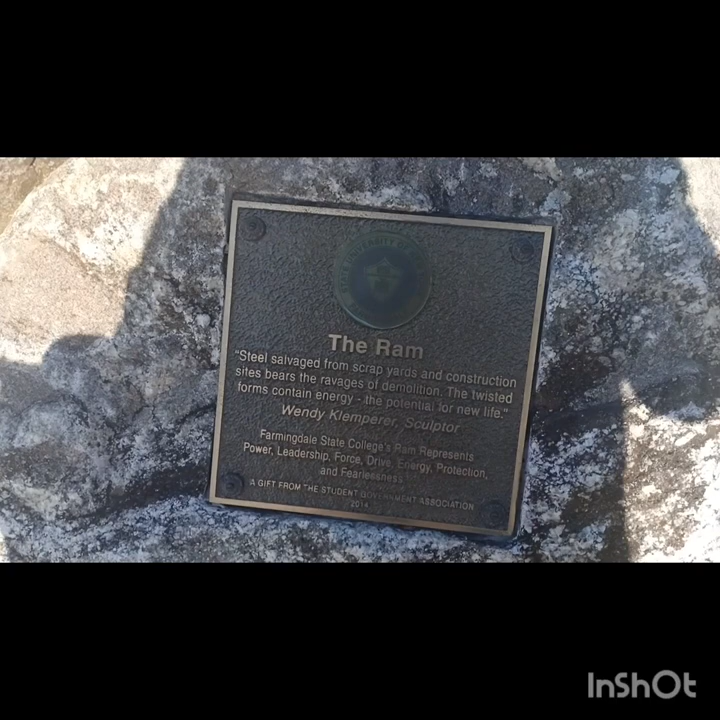 The Ram
"Steel salvaged from scrap yards and construction
sites bears the ravages of demolition. The twisted
forms contain energy - the potential for new life."
Wendy Klemperer, Sculptor
Farmingdale State College's Ram Represents
Power, Leadership, Force, Drive, Energy, Protection,
and Fearlessness
A GIFT FROM THE STUDENT GOVERNMENT ASSOCIATION
2014
InShOt